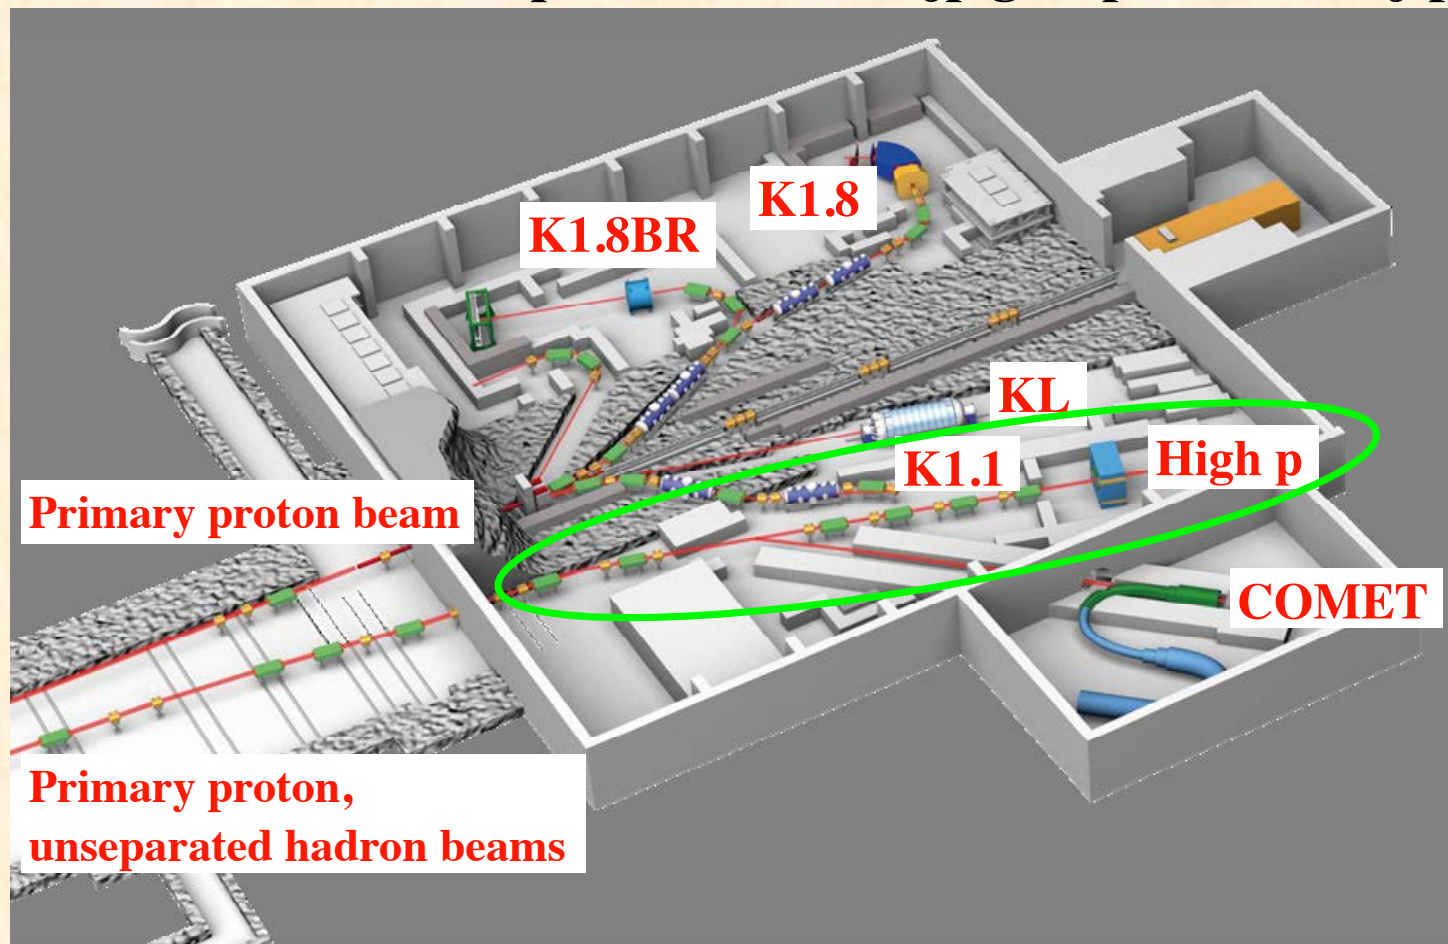 K1.8
K1.8BR
KL
K1.1
High p
Primary proton beam
COMET
Primary proton,
unseparated hadron beams